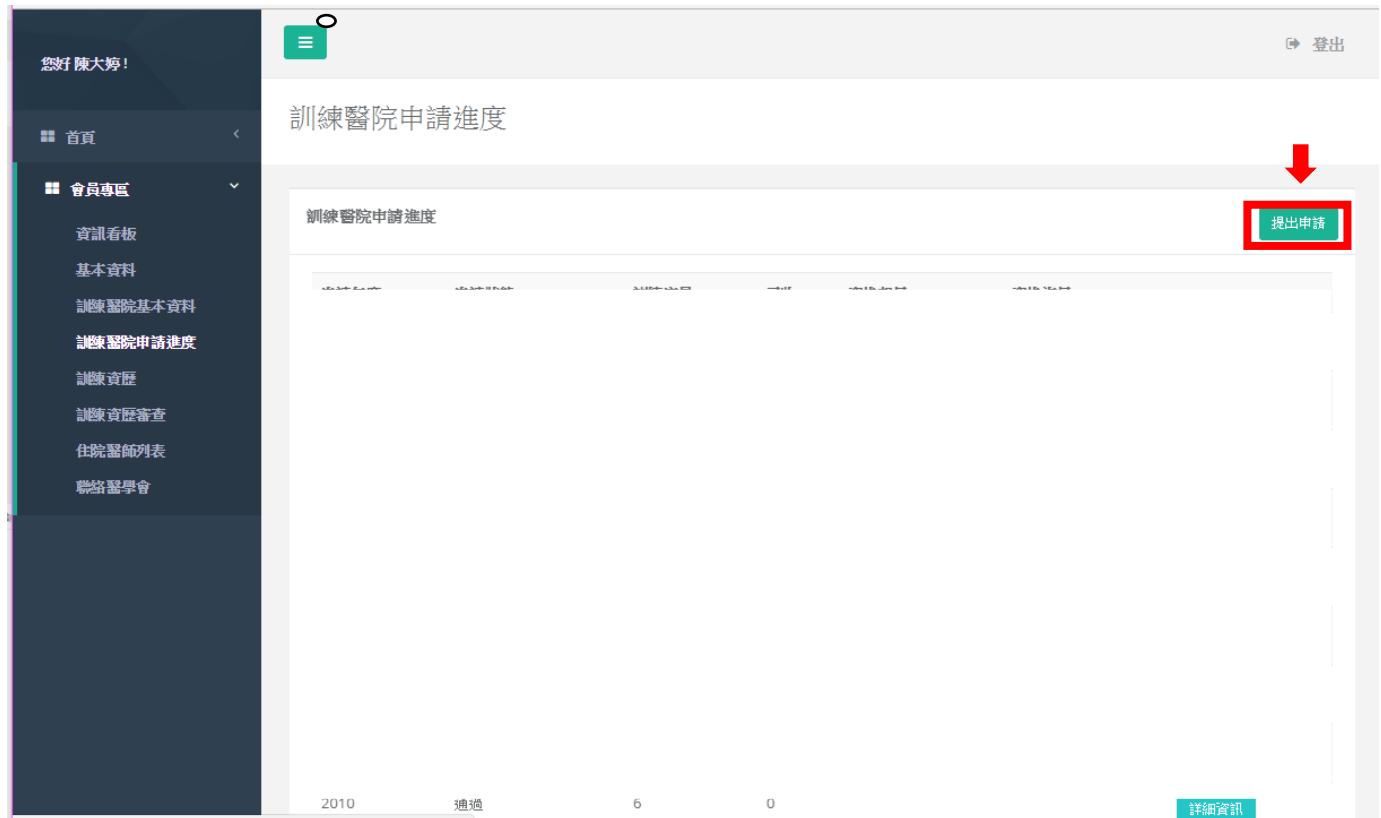 您好 陳大婷!
首頁
會員專區
資訊看板
基本資料
訓練醫院基本資料
訓練醫院申請進度
訓練資歷
訓練資歷審查
住院醫師列表
聯絡醫學會
登出
訓練醫院申請進度
訓練醫院申請進度
提出申請
2010 通過 6 0 詳細資訊